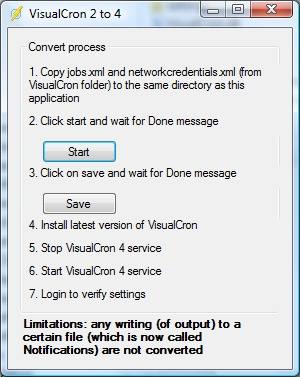 VisualCron 2 to 4
Convert process
1. Copy jobs.xml and networkcredentials.xml (from
VisualCron folder) to the same directory as this
application
2. Click start and wait for Done message
Start
3. Click on save and wait for Done message
Save
4. Install latest version of VisualCron
5. Stop VisualCron 4 service
6. Start VisualCron 4 service
7. Login to verify settings
Limitations: any writing (of output) to a
certain file (which is now called
Notifications) are not converted